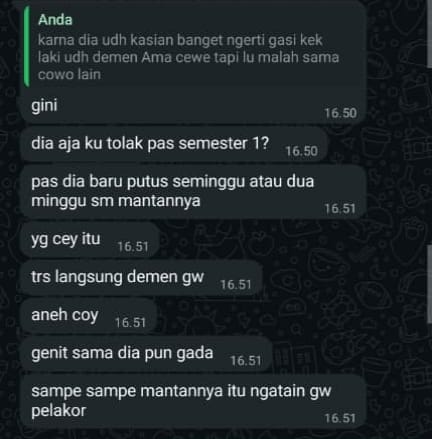 Anda
karna dia udh kasian banget ngerti gasi kek
laki udh demen Ama cewe tapi lu malah sama
cowo lain
gini
16.50
dia aja ku tolak pas semester 1?
16.50
pas dia baru putus seminggu atau dua
minggu sm mantannya
16.51
yg cey itu
16.51
trs langsung demen gw
16.51
aneh coy
16.51
genit sama dia pun gada
16.51
sampe sampe mantannya itu ngatain gw
pelakor
16.51